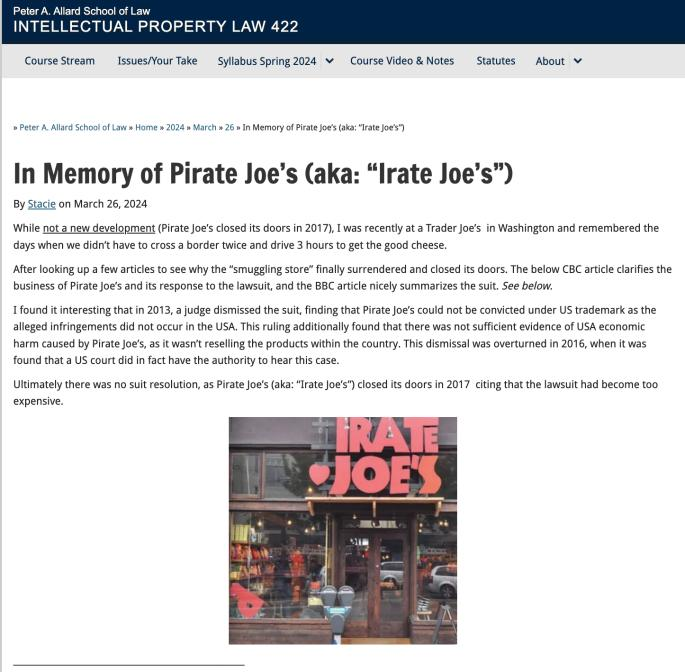 Peter A. Allard School of Law
INTELLECTUAL PROPERTY LAW 422
Course Stream Issues/Your Take Syllabus Spring 2024 Course Video & Notes Statutes About
» Peter A. Allard School of Law » Home » 2024 » March » 26 » In Memory of Pirate Joe's (aka: "Irate Joe's")
In Memory of Pirate Joe's (aka: "Irate Joe's")
By Stacie on March 26, 2024
While not a new development (Pirate Joe's closed its doors in 2017), I was recently at a Trader Joe's in Washington and remembered the
days when we didn't have to cross a border twice and drive 3 hours to get the good cheese.
After looking up a few articles to see why the "smuggling store" finally surrendered and closed its doors. The below CBC article clarifies the
business of Pirate Joe's and its response to the lawsuit, and the BBC article nicely summarizes the suit. See below.
I found it interesting that in 2013, a judge dismissed the suit, finding that Pirate Joe's could not be convicted under US trademark as the
alleged infringements did not occur in the USA. This ruling additionally found that there was not sufficient evidence of USA economic
harm caused by Pirate Joe's, as it wasn't reselling the products within the country. This dismissal was overturned in 2016, when it was
found that a US court did in fact have the authority to hear this case.
Ultimately there was no suit resolution, as Pirate Joe's (aka: "Irate Joe's") closed its doors in 2017 citing that the lawsuit had become too
expensive.
IRATE
JOE'S